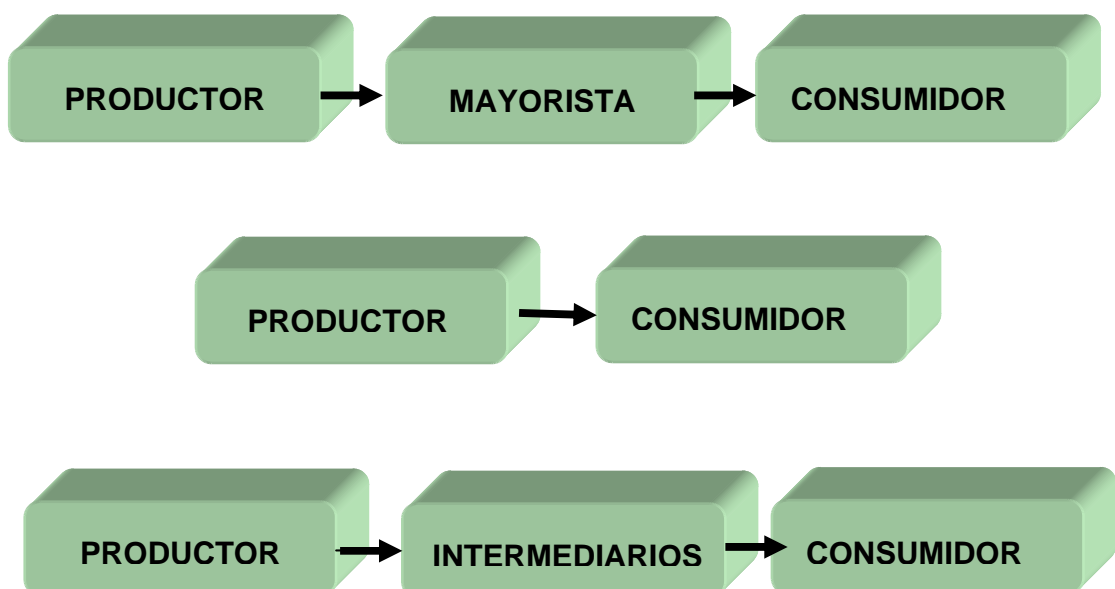 PRODUCTOR MAYORISTA CONSUMIDOR
PRODUCTOR CONSUMIDOR
PRODUCTOR INTERMEDIARIOS CONSUMIDOR